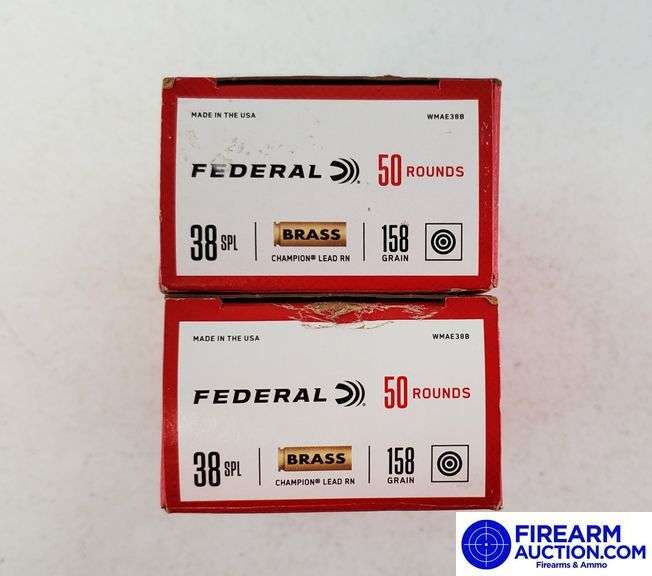 MADE IN THE USA WMAE38B
FEDERAL® 50 ROUNDS
38 SPL BRASS 158
CHAMPION® LEAD RN GRAIN
MADE IN THE USA WMAE38B
FEDERAL® 50 ROUNDS
38 SPL BRASS 158
CHAMPION® LEAD RN GRAIN
FIREARM
AUCTION.COM
Firearms & Ammo